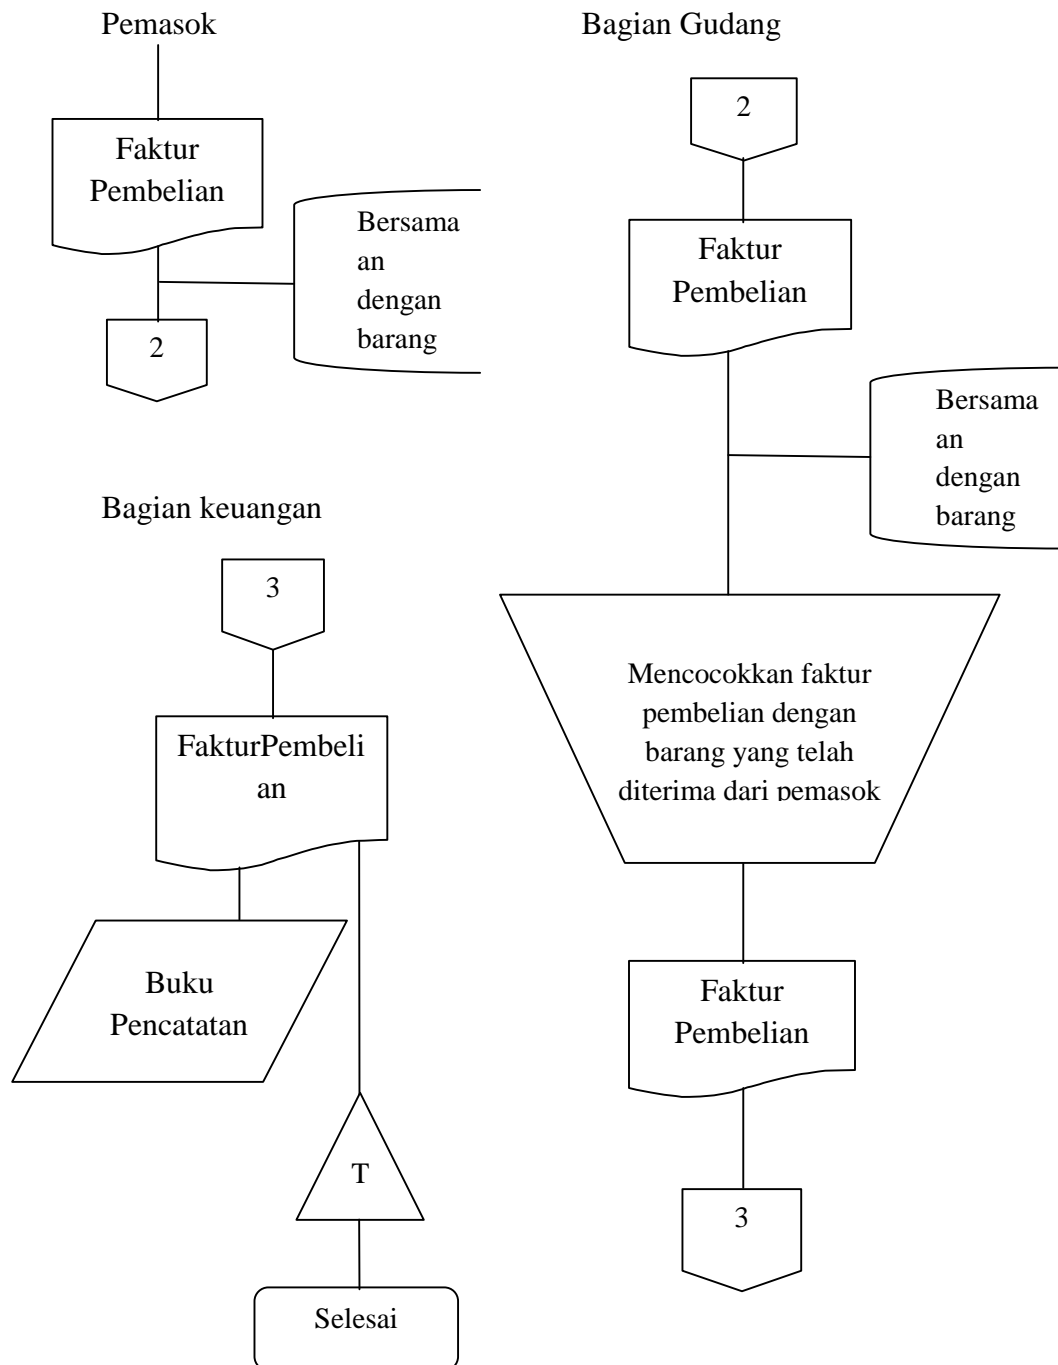 Pemasok
Faktur
Pembelian
Bersama
an
dengan
barang
2
Bagian Gudang
2
Faktur
Pembelian
Bersama
an
dengan
barang
Mencocokkan faktur
pembelian dengan
barang yang telah
diterima dari pemasok
Faktur
Pembelian
3
Bagian keuangan
3
FakturPembeli
an
Buku
Pencatatan
T
Selesai